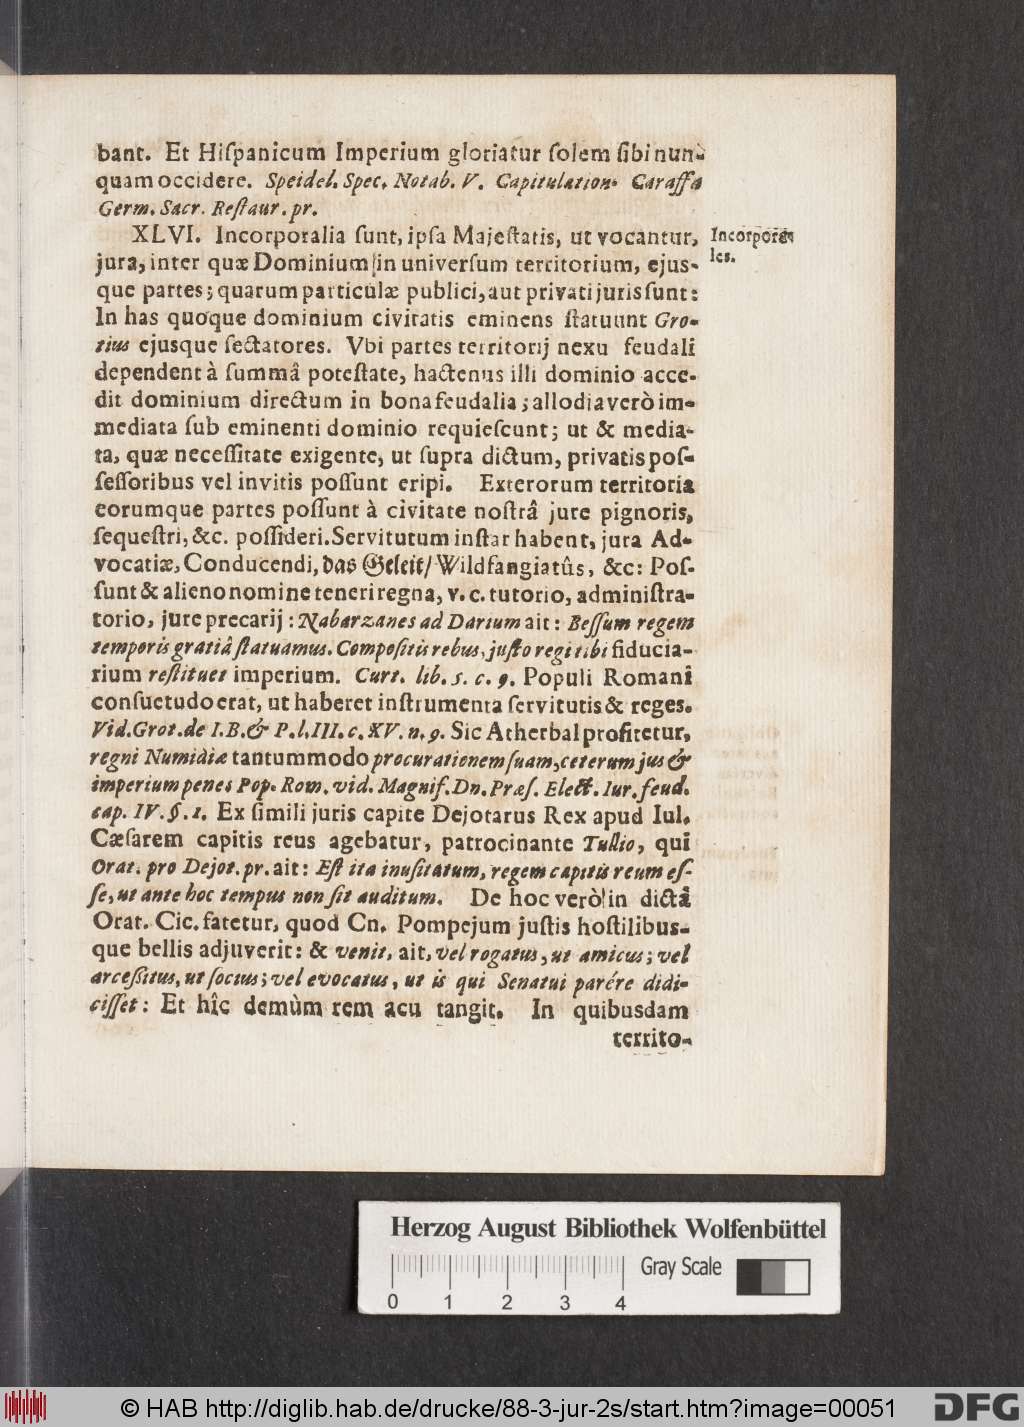 bant. Et Hiſpanicum Imperium gloriatur ſolem ſibi nun-
quam occidere. Speidel. Spec. Notab. V. Capitulation. Caraffa
Germ. Sacr. Reſtaur. pr.
XLVI. Incorporalia ſunt, ipſa Majeſtatis, ut vocantur,
Incorpora-
les.
jura, inter quæ Dominium in univerſum territorium, ejus-
que partes; quarum particulæ publici, aut privati juris ſunt:
In has quoque dominium civitatis eminens ſtatuunt Gro-
tius ejusque ſectatores. Vbi partes territorij nexu feudali
dependent à ſummâ poteſtate, hactenus illi dominio acce-
dit dominium directum in bona feudalia; allodia verò im-
mediata ſub eminenti dominio requieſcunt; ut & media-
ta, quæ neceſſitate exigente, ut ſupra dictum, privatis poſ-
ſeſſoribus vel invitis poſſunt eripi. Exterorum territoria
eorumque partes poſſunt à civitate noſtrâ jure pignoris,
ſequeſtri, &c. poſſideri. Servitutum inſtar habent, jura Ad-
vocatiæ, Conducendi, das Geleit/ Wildfangiatûs, &c: Poſ-
ſunt & alieno nomine teneri regna, v. c. tutorio, adminiſtra-
torio, jure precarij: Nabarzanes ad Darium ait: Beſſum regem
temporis gratiâ ſtatuamus. Compoſitis rebus, juſto regi tibi fiducia-
rium reſtituet imperium. Curt. lib. 5. c. 9. Populi Romani
conſuetudo erat, ut haberet inſtrumenta ſervitutis & reges.
Vid. Grot. de I. B. & P. l. III. c. XV. n. 9. Sic Atherbal profitetur,
regni Numidiæ tantummodo procurationem ſuam, ceterum jus &
imperium penes Pop. Rom. vid. Magnif. Dn. Præſ. Elect. Iur. feud.
cap. IV. §. 1. Ex ſimili juris capite Dejotarus Rex apud Iul.
Cæſarem capitis reus agebatur, patrocinante Tullio, qui
Orat. pro Dejot. pr. ait: Eſt ita inuſitatum, regem capitis reum eſ-
ſe, ut ante hoc tempus non ſit auditum. De hoc verò in dictâ
Orat. Cic. fatetur, quod Cn. Pompejum juſtis hoſtilibus-
que bellis adjuverit: & venit, ait, vel rogatus, ut amicus; vel
arceſſitus, ut ſocius; vel evocatus, ut is qui Senatui parére didi-
ciſſet: Et hîc demùm rem acu tangit. In quibusdam
territo-
Herzog August Bibliothek Wolfenbüttel
Gray Scale
0 1 2 3 4
© HAB http://diglib.hab.de/drucke/88-3-jur-2s/start.htm?image=00051
DFG